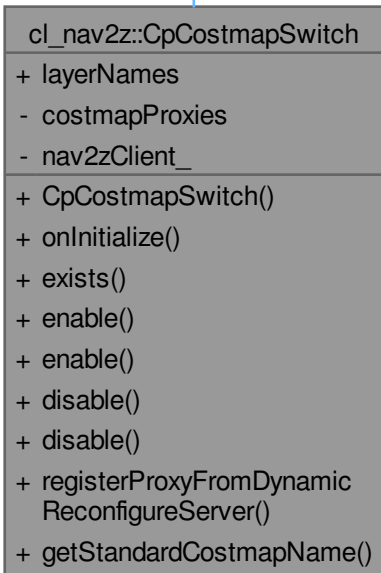 cl_nav2z::CpCostmapSwitch
+ layerNames
- costmapProxies
- nav2zClient_
+ CpCostmapSwitch()
+ onInitialize()
+ exists()
+ enable()
+ enable()
+ disable()
+ disable()
+ registerProxyFromDynamic
ReconfigureServer()
+ getStandardCostmapName()